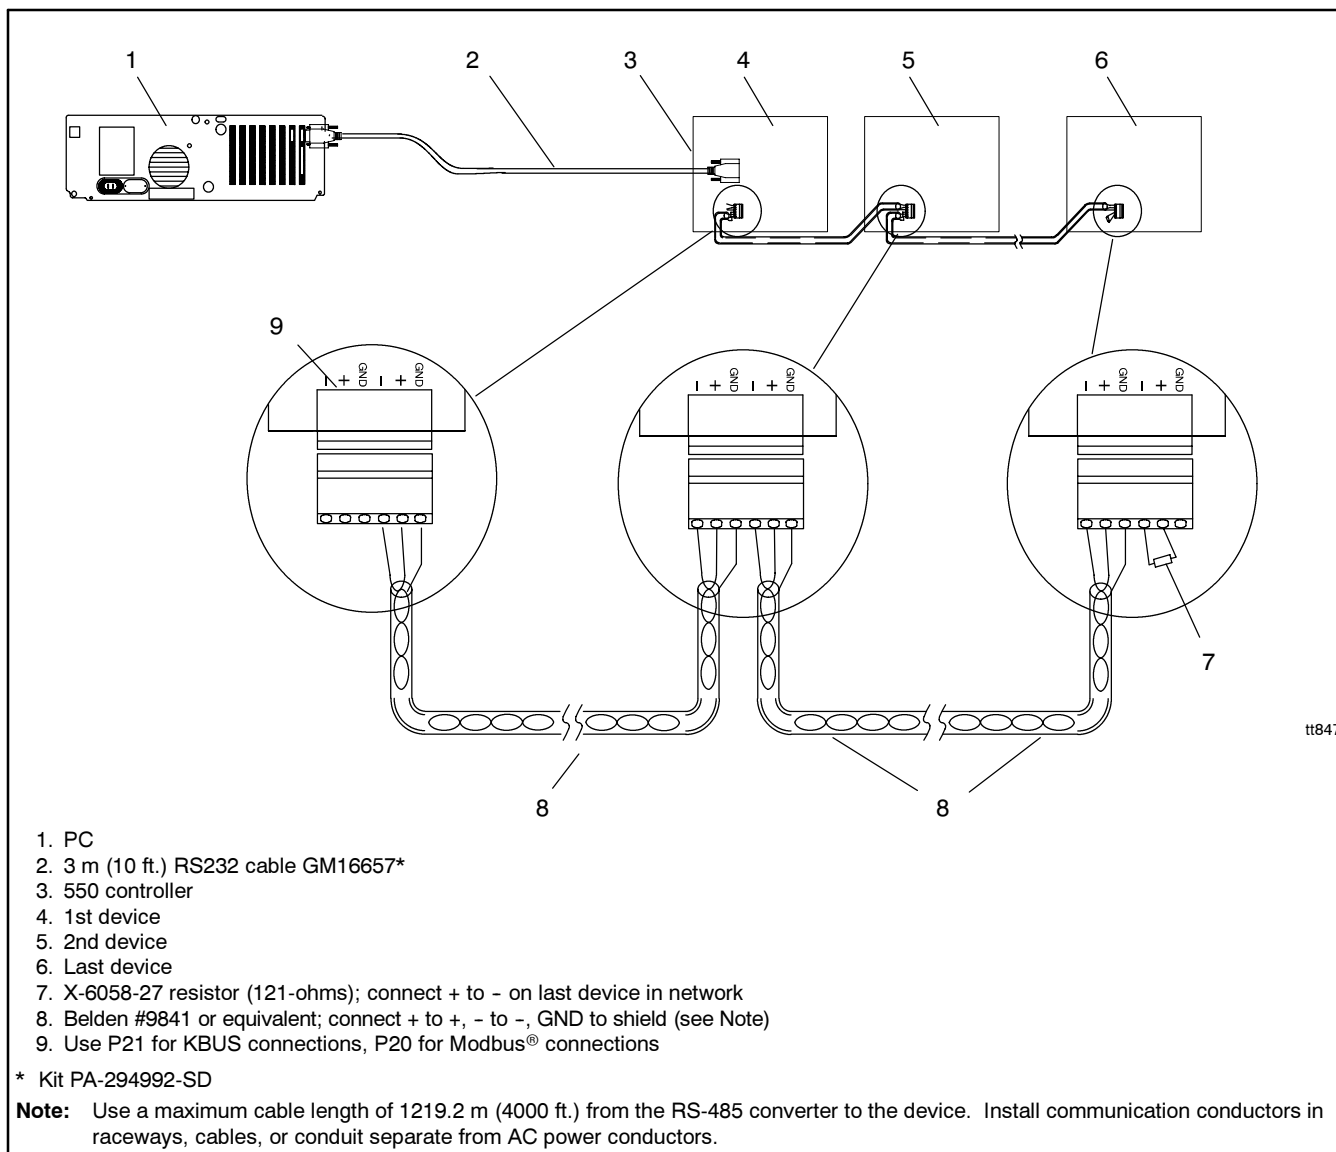 1 2 3 4 5 6
9
− + GND − + GND
− + GND − + GND
− + GND − + GND
7
tt847
8 8
1. PC
2. 3 m (10 ft.) RS232 cable GM16657*
3. 550 controller
4. 1st device
5. 2nd device
6. Last device
7. X-6058-27 resistor (121-ohms); connect + to - on last device in network
8. Belden #9841 or equivalent; connect + to +, - to -, GND to shield (see Note)
9. Use P21 for KBUS connections, P20 for Modbus® connections
* Kit PA-294992-SD
Note: Use a maximum cable length of 1219.2 m (4000 ft.) from the RS-485 converter to the device. Install communication conductors in
raceways, cables, or conduit separate from AC power conductors.